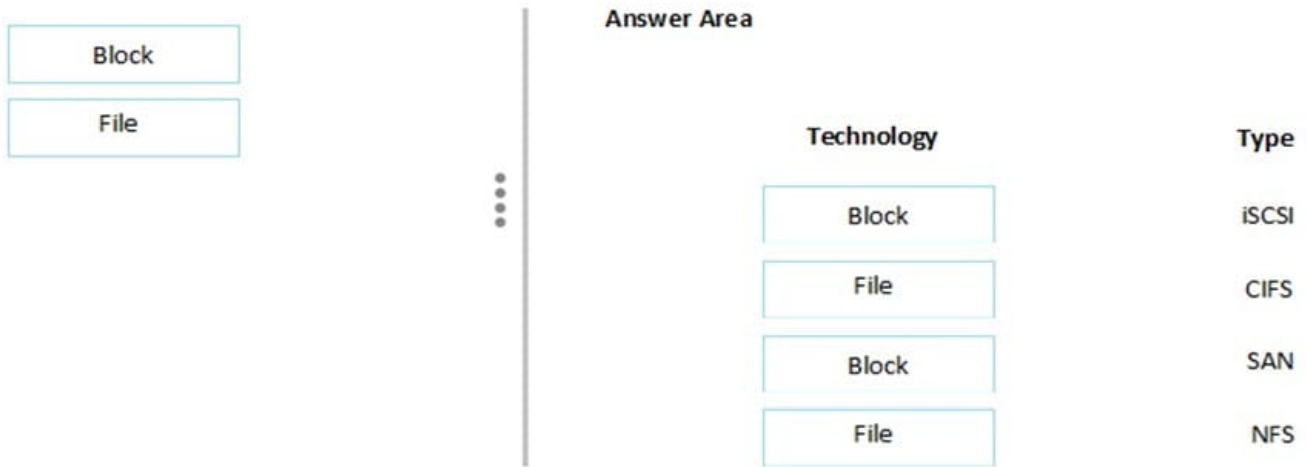 Answer Area
Block
File
Technology Type
Block iSCSI
File CIFS
Block SAN
File NFS